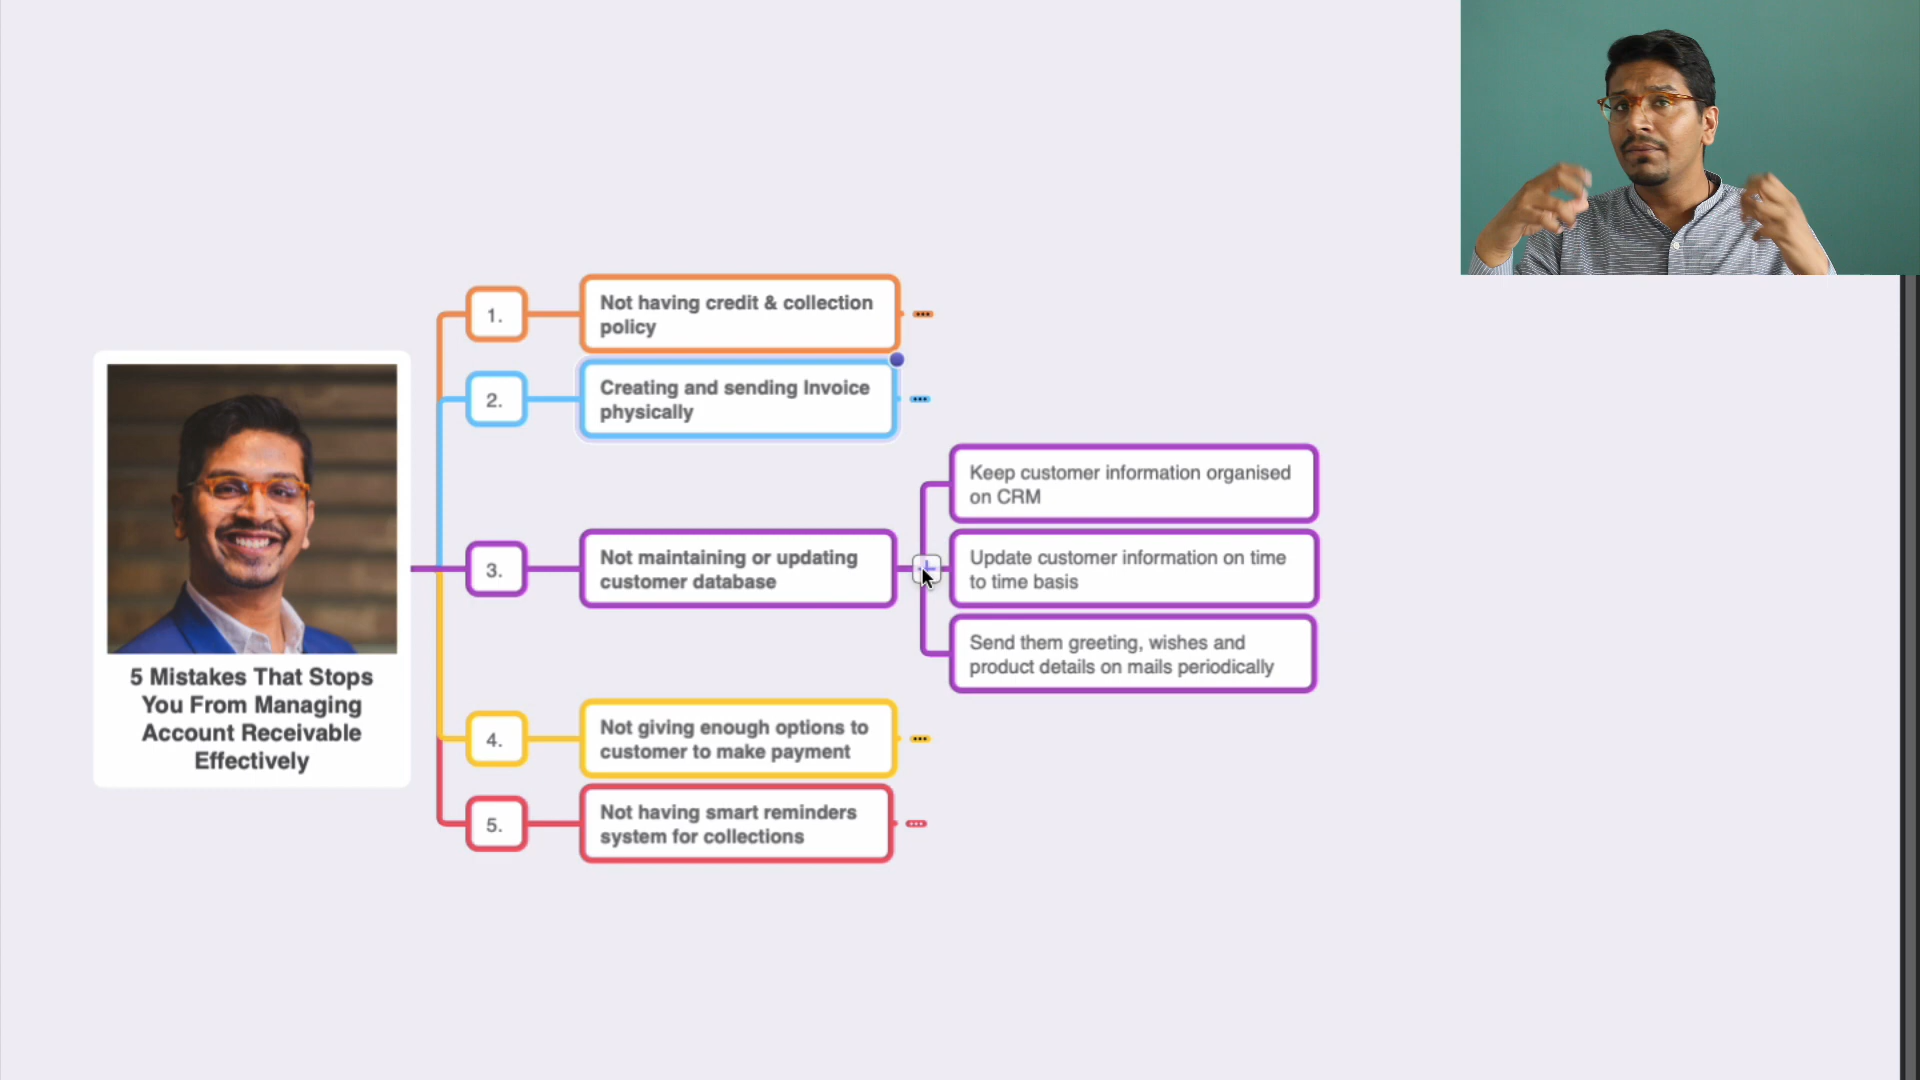 5 Mistakes That Stops
You From Managing
Account Receivable
Effectively
1.
Not having credit & collection
policy
2.
Creating and sending Invoice
physically
3.
Not maintaining or updating
customer database
Keep customer information organised
on CRM
Update customer information on time
to time basis
Send them greeting, wishes and
product details on mails periodically
4.
Not giving enough options to
customer to make payment
5.
Not having smart reminders
system for collections